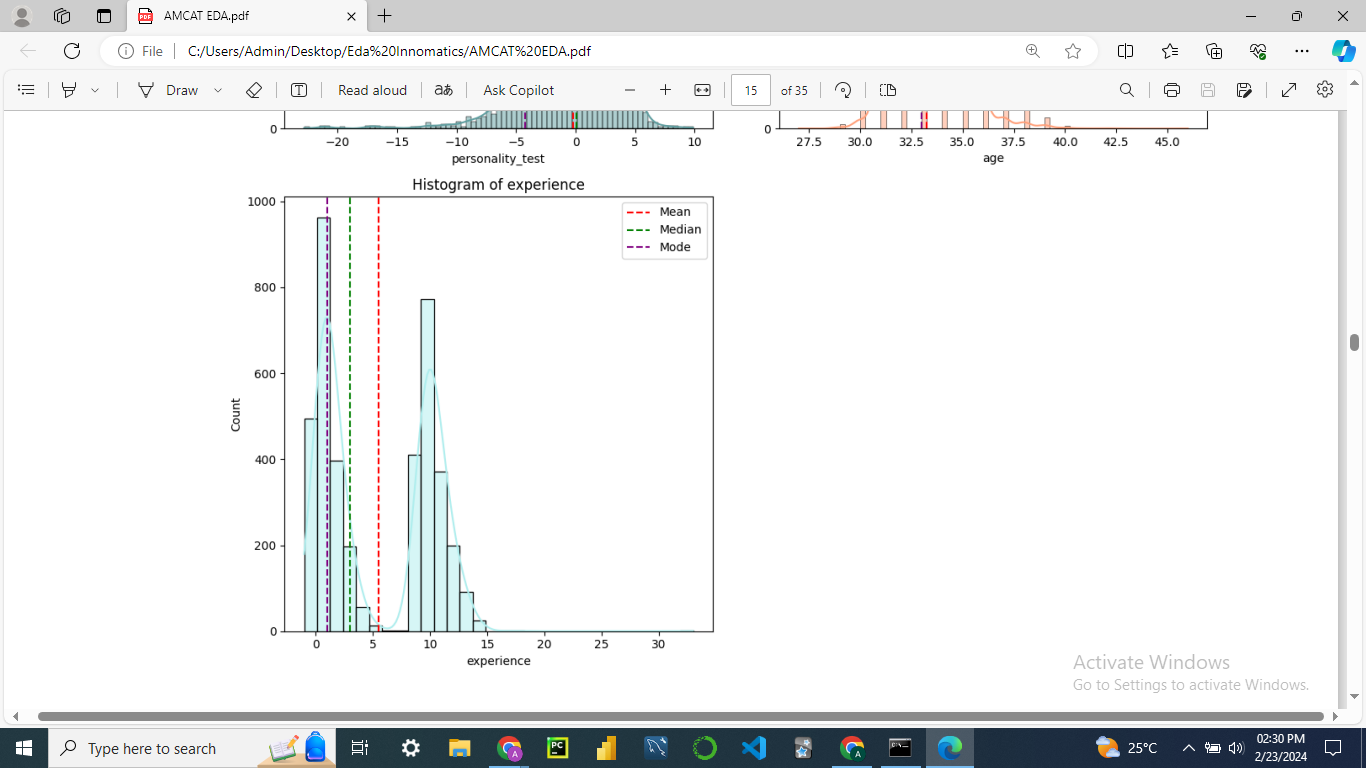 AMCAT EDA.pdf
File
C:/Users/Admin/Desktop/Eda%20Innomatics/AMCAT%20EDA.pdf
Draw
Read aloud
Ask Copilot
15
of 35
0
−20 −15 −10 −5 0 5 10
personality_test
0
27.5 30.0 32.5 35.0 37.5 40.0 42.5 45.0
age
Histogram of experience
1000
800
600
400
200
0
Count
Mean
Median
Mode
0 5 10 15 20 25 30
experience
Activate Windows
Go to Settings to activate Windows.
Type here to search
25°C
02:30 PM
2/23/2024